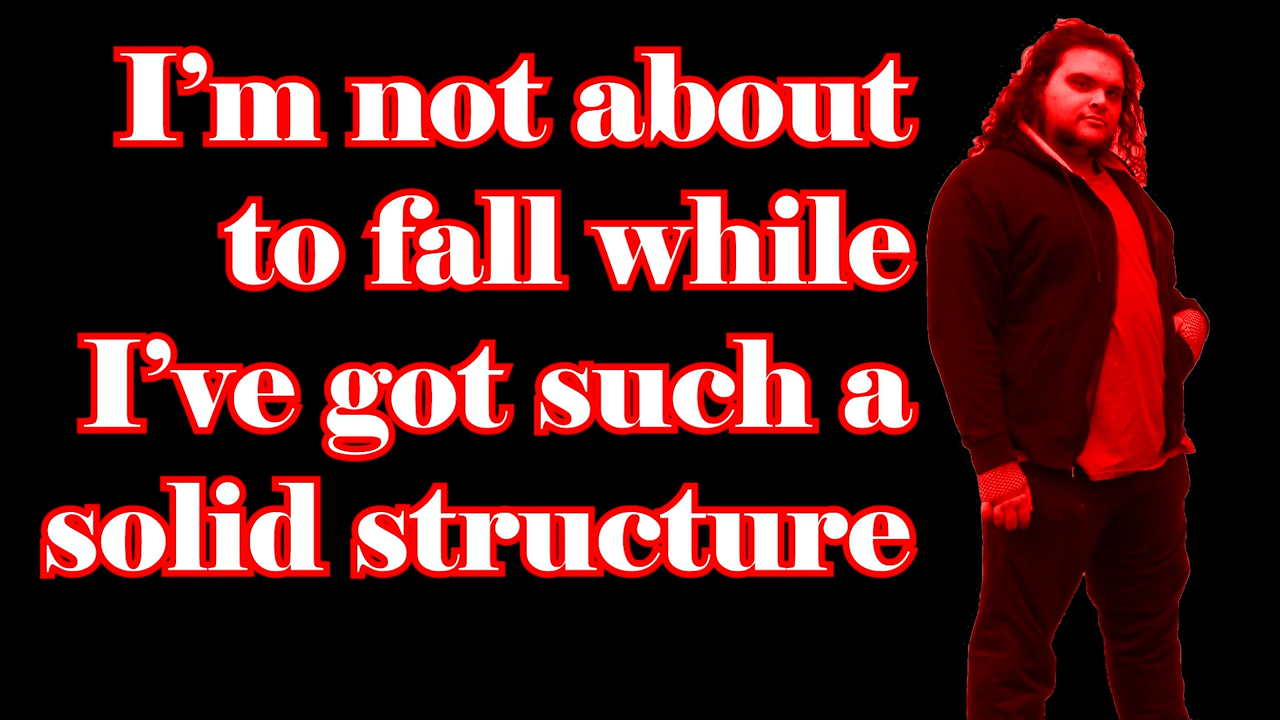 I’m not about
to fall while
I’ve got such a
solid structure